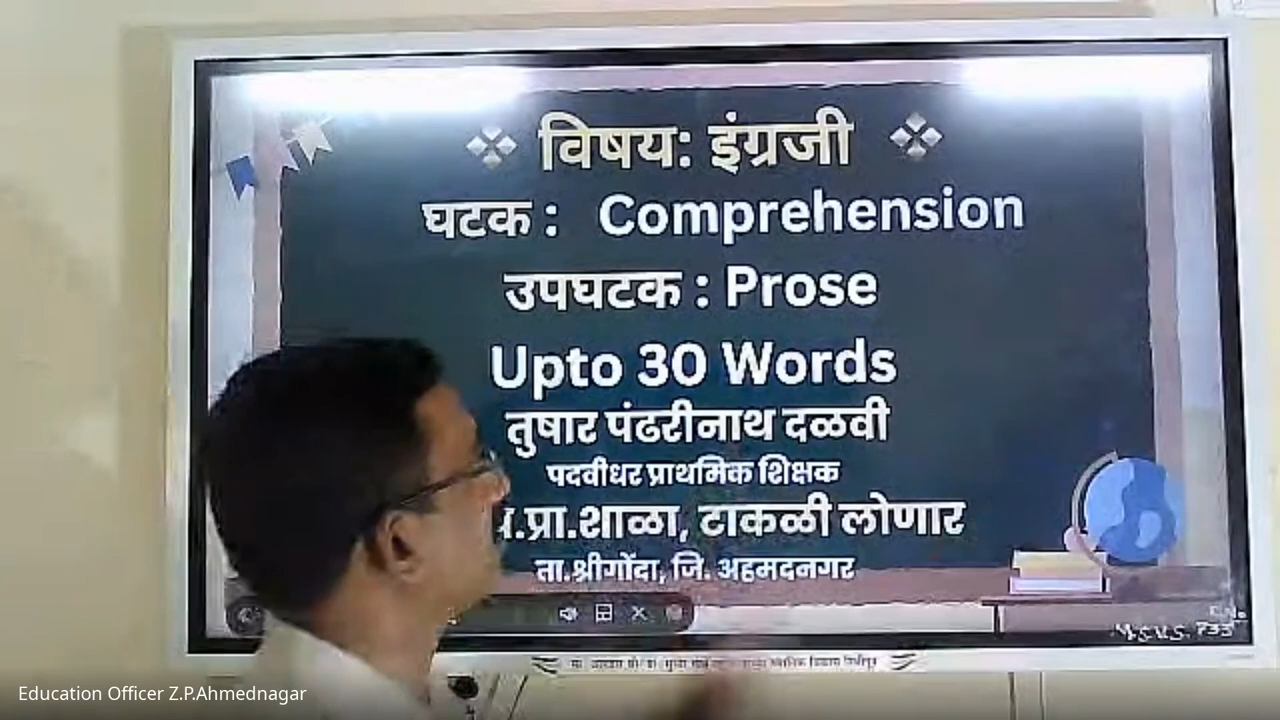 विषय: इंग्रजी
घटक : Comprehension
उपघटक : Prose
Upto 30 Words
तुषार पंढरीनाथ दळवी
पदवीधर प्राथमिक शिक्षक
.प्रा.शाळा, टाकळी लोणार
ता.श्रीगोंदा, जि. अहमदनगर
M.S.V.S. 733
Education Officer Z.P.Ahmednagar